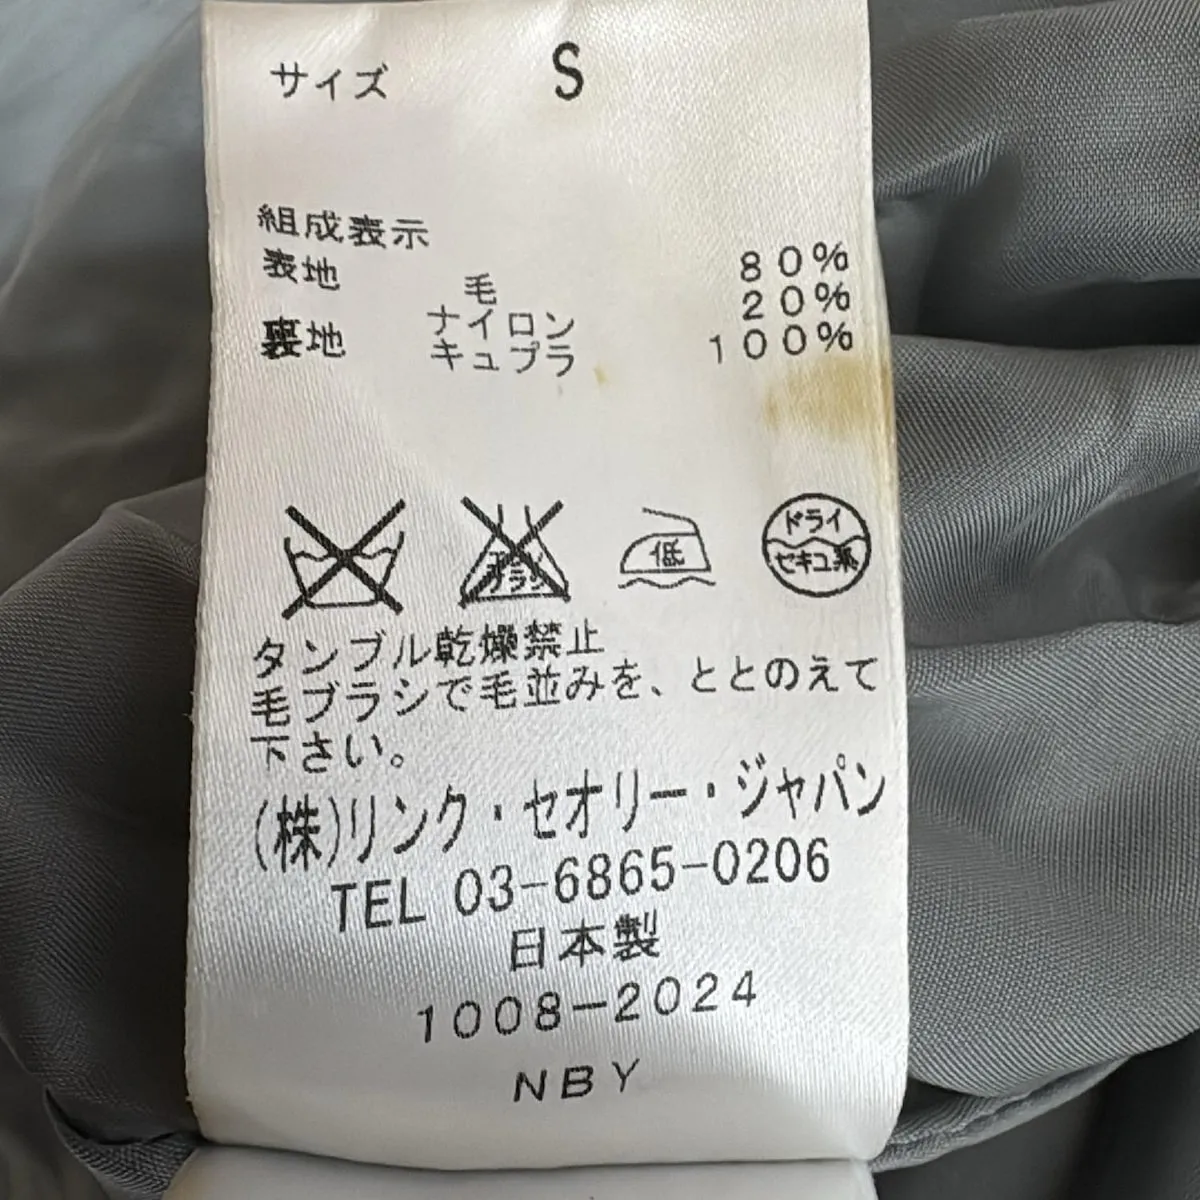 サイズ S
組成表示
表地 毛 80%
ナイロン 20%
裏地 キュプラ 100%
低
ドライ
セキユ系
タンブル乾燥禁止
毛ブラシで毛並みを、ととのえて
下さい。
(株)リンク・セオリー・ジャパン
TEL 03-6865-0206
日本製
1008-2024
NBY